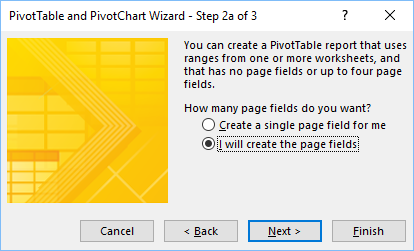 PivotTable and PivotChart Wizard - Step 2a of 3
You can create a PivotTable report that uses
ranges from one or more worksheets, and
that has no page fields or up to four page
fields.
How many page fields do you want?
Create a single page field for me
I will create the page fields
Cancel
< Back
Next >
Finish